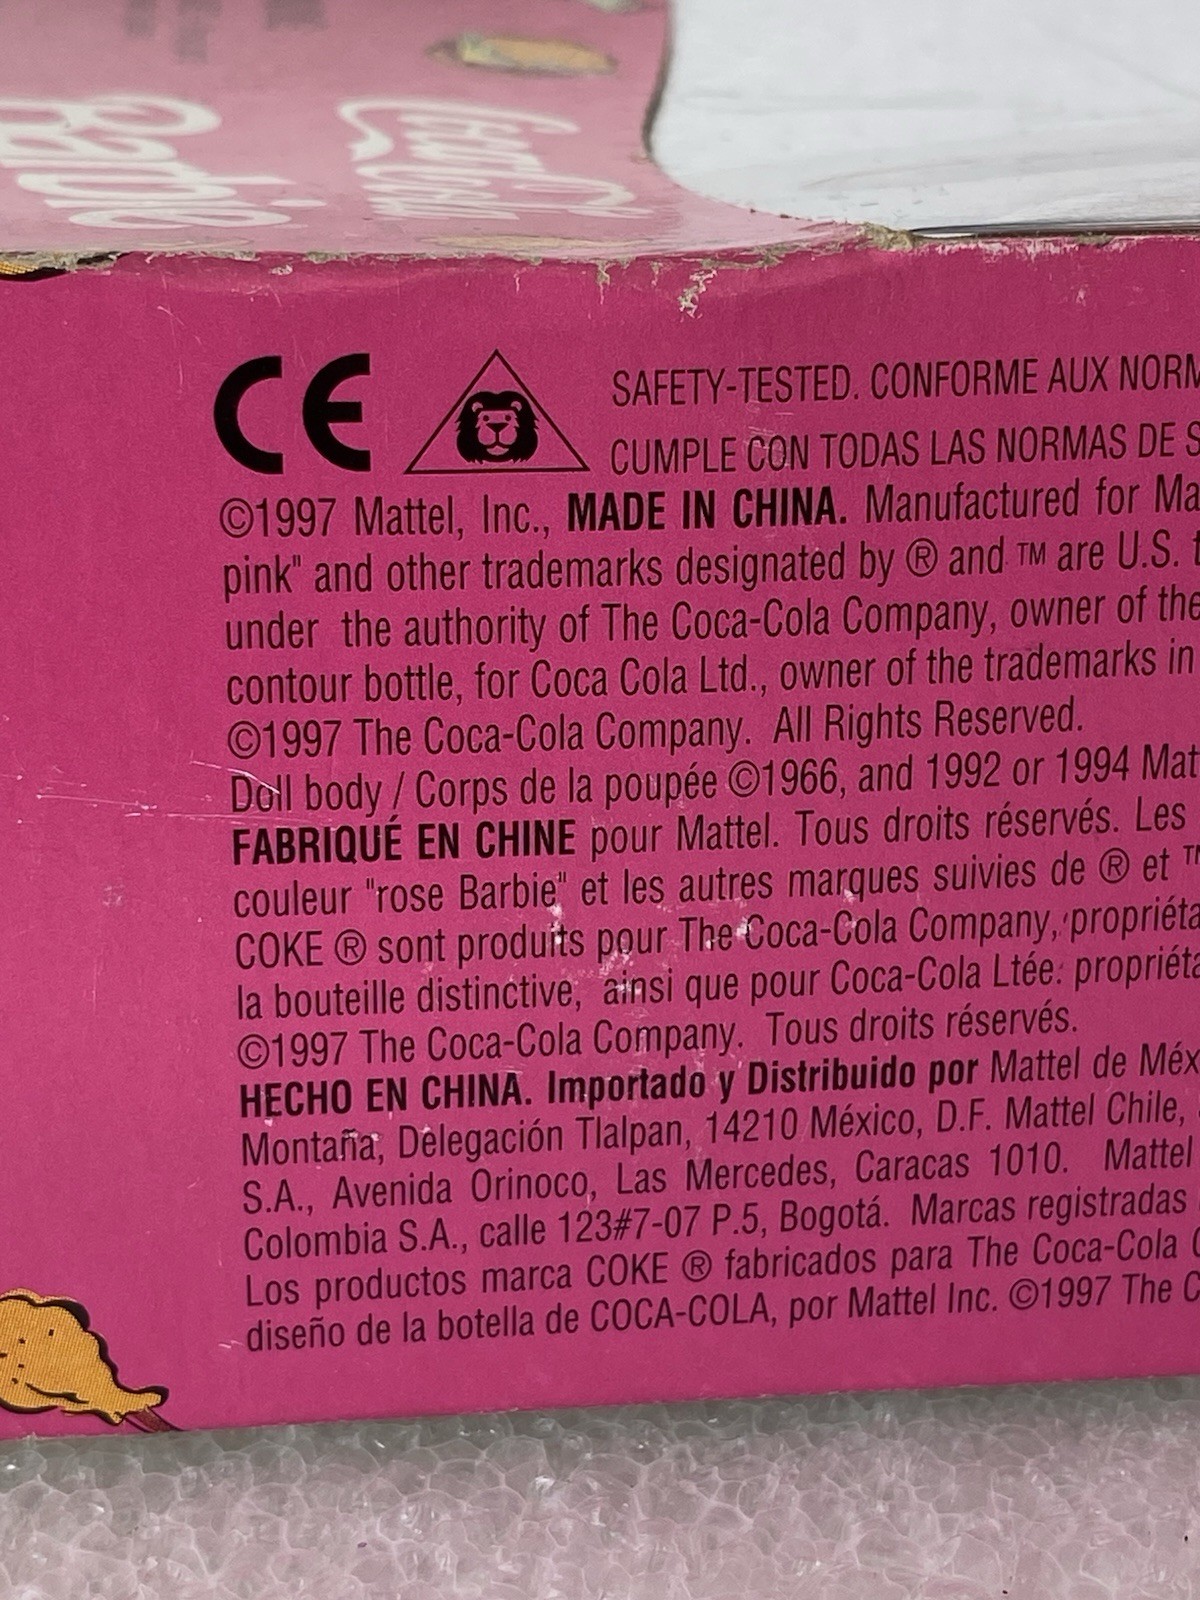 Barbie
Coca-Cola
CE
SAFETY-TESTED. CONFORME AUX NORM
CUMPLE CON TODAS LAS NORMAS DE S
©1997 Mattel, Inc., MADE IN CHINA. Manufactured for Ma
pink" and other trademarks designated by ® and TM are U.S. t
under the authority of The Coca-Cola Company, owner of the
contour bottle, for Coca Cola Ltd., owner of the trademarks in
©1997 The Coca-Cola Company. All Rights Reserved.
Doll body / Corps de la poupée ©1966, and 1992 or 1994 Mat
FABRIQUÉ EN CHINE pour Mattel. Tous droits réservés. Les
couleur "rose Barbie" et les autres marques suivies de ® et TM
COKE ® sont produits pour The Coca-Cola Company, propriéta
la bouteille distinctive, ainsi que pour Coca-Cola Ltée: propriéta
©1997 The Coca-Cola Company. Tous droits réservés.
HECHO EN CHINA. Importado y Distribuido por Mattel de Méx
Montaña, Delegación Tlalpan, 14210 México, D.F. Mattel Chile,
S.A., Avenida Orinoco, Las Mercedes, Caracas 1010. Mattel
Colombia S.A., calle 123#7-07 P.5, Bogotá. Marcas registradas
Los productos marca COKE ® fabricados para The Coca-Cola C
diseño de la botella de COCA-COLA, por Mattel Inc. ©1997 The C